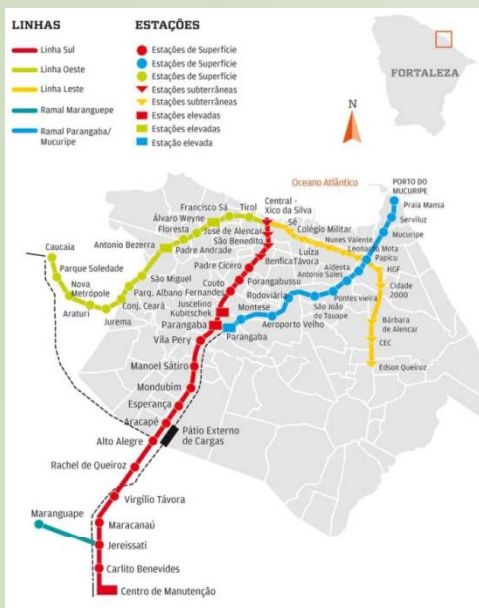 LINHAS
Linha Sul
Linha Oeste
Linha Leste
Ramal Maranguepe
Ramal Parangaba/
Mucuripe
ESTAÇÕES
Estações de Superfície
Estações de Superfície
Estações de Superfície
Estações subterrâneas
Estações subterrâneas
Estações elevadas
Estações elevadas
Estação elevada
FORTALEZA
N
Oceano Atlântico
PORTO DO
MUCURIPE
Praia Mansa
Serviluz
Mucuripe
Papicu
HGF
Cidade
2000
Bárbara
de Alencar
CEC
Edson Queiroz
Leonardo Mota
Nunes Valente
Colégio Militar
Sé
Luíza
Távora
Central -
Xico da Silva
Tirol
Francisco Sá
Álvaro Weyne
Floresta
José de Alencar
São Benedito
Benfica
Padre Andrade
Antonio Bezerra
São Miguel
Parq. Albano
Conj. Ceará
Jurema
Araturi
Nova
Metrópole
Parque Soledade
Caucaia
Padre Cícero
Porangabussu
Couto
Fernandes
Juscelino
Kubitschek
Parangaba
Parangaba
Montese
Aeroporto Velho
Rodoviária
São João
do Tauape
Pontes vieira
Antonio Sales
Aldeota
Vila Pery
Manoel Sátiro
Mondubim
Esperança
Aracapé
Alto Alegre
Pátio Externo
de Cargas
Rachel de Queiroz
Virgílio Távora
Maracanaú
Maranguape
Jereissati
Carlito Benevides
Centro de Manutenção